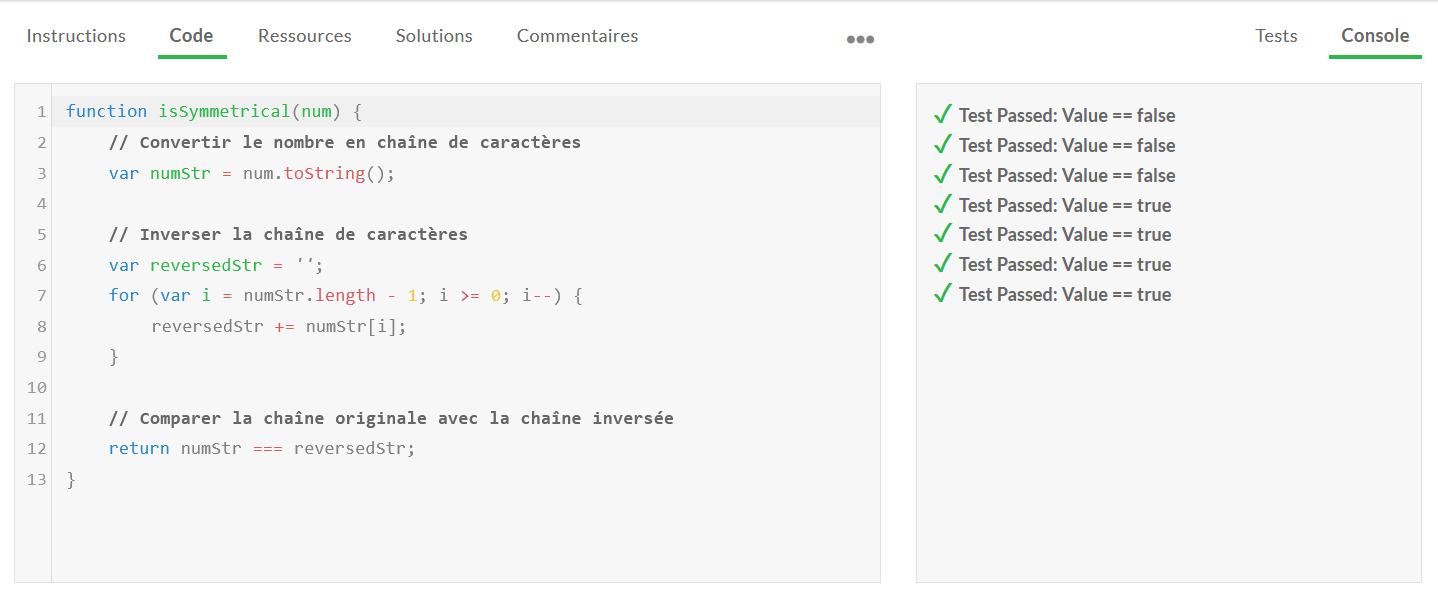 Instructions Code Ressources Solutions Commentaires ••• Tests Console
1 function isSymmetrical(num) {
2     // Convertir le nombre en chaîne de caractères
3     var numStr = num.toString();
4
5     // Inverser la chaîne de caractères
6     var reversedStr = '';
7     for (var i = numStr.length - 1; i >= 0; i--) {
8         reversedStr += numStr[i];
9     }
10
11     // Comparer la chaîne originale avec la chaîne inversée
12     return numStr === reversedStr;
13 }
✓ Test Passed: Value == false
✓ Test Passed: Value == false
✓ Test Passed: Value == false
✓ Test Passed: Value == true
✓ Test Passed: Value == true
✓ Test Passed: Value == true
✓ Test Passed: Value == true